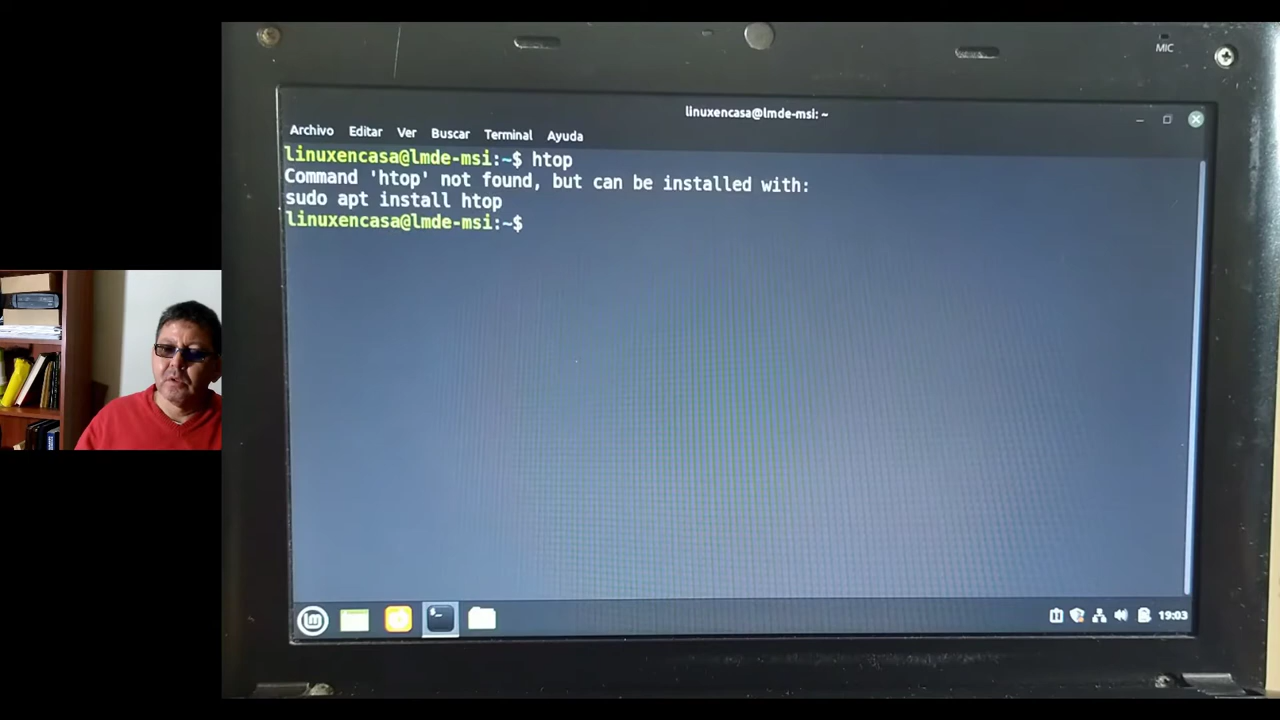 MIC
linuxencasa@lmde-msi: ~
Archivo Editar Ver Buscar Terminal Ayuda
linuxencasa@lmde-msi:~$ htop
Command 'htop' not found, but can be installed with:
sudo apt install htop
linuxencasa@lmde-msi:~$
19:03